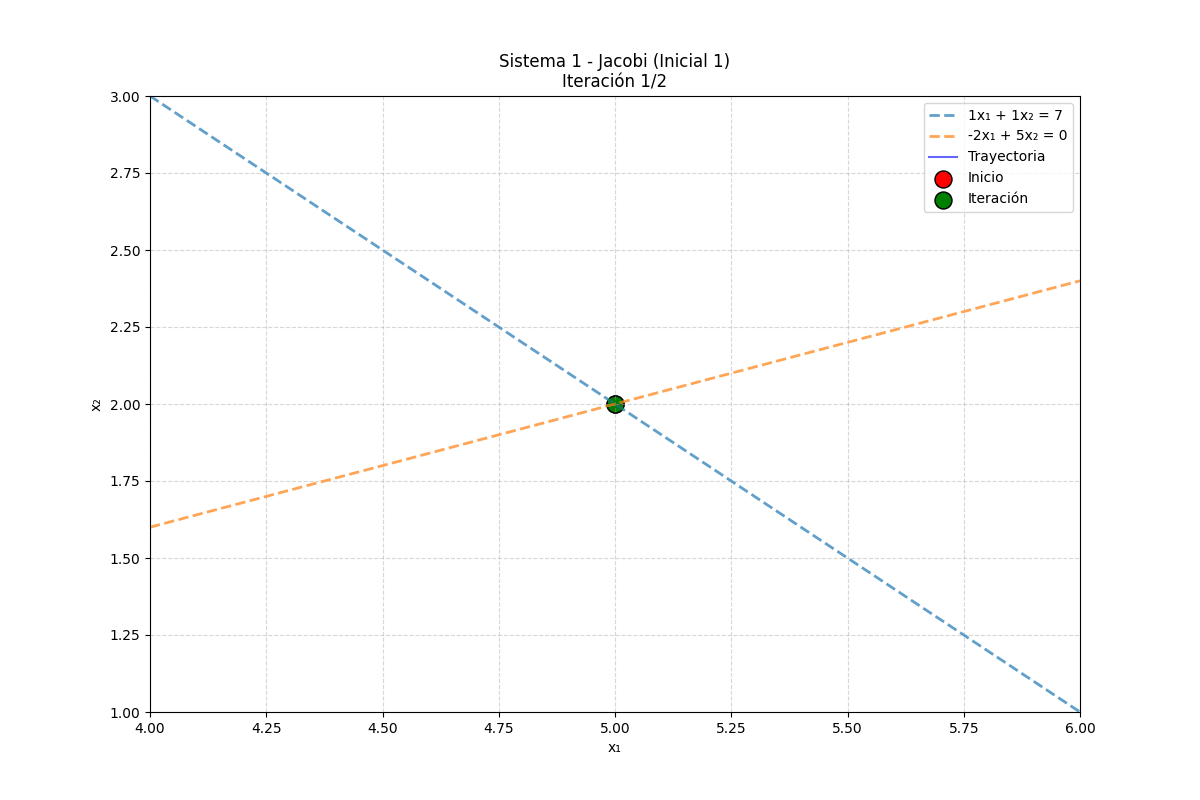 Sistema 1 - Jacobi (Inicial 1)
Iteración 1/2
1x₁ + 1x₂ = 7
-2x₁ + 5x₂ = 0
Trayectoria
Inicio
Iteración
3.00
2.75
2.50
2.25
2.00
1.75
1.50
1.25
1.00
x₂
4.00 4.25 4.50 4.75 5.00 5.25 5.50 5.75 6.00
x₁